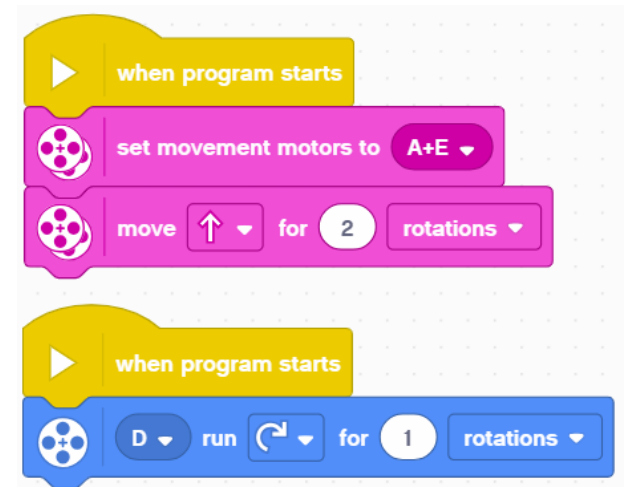 when program starts
set movement motors to A+E
move for 2 rotations
when program starts
D run for 1 rotations